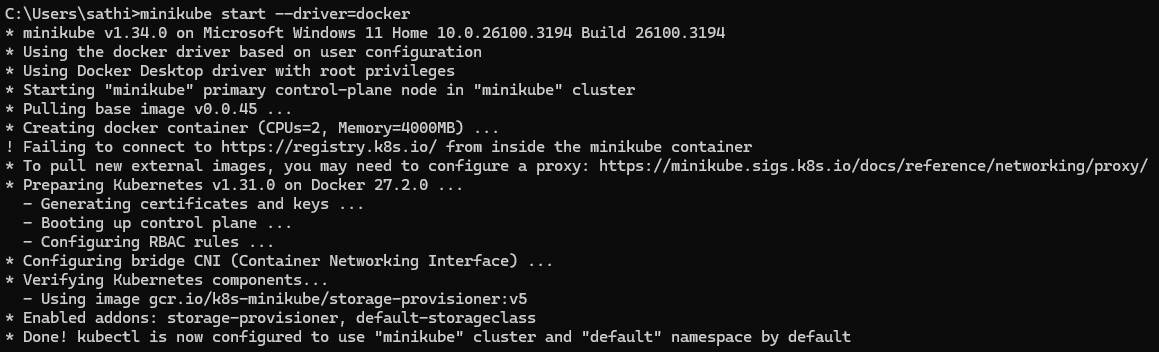 C:\Users\sathi>minikube start --driver=docker
* minikube v1.34.0 on Microsoft Windows 11 Home 10.0.26100.3194 Build 26100.3194
* Using the docker driver based on user configuration
* Using Docker Desktop driver with root privileges
* Starting "minikube" primary control-plane node in "minikube" cluster
* Pulling base image v0.0.45 ...
* Creating docker container (CPUs=2, Memory=4000MB) ...
! Failing to connect to https://registry.k8s.io/ from inside the minikube container
* To pull new external images, you may need to configure a proxy: https://minikube.sigs.k8s.io/docs/reference/networking/proxy/
* Preparing Kubernetes v1.31.0 on Docker 27.2.0 ...
  - Generating certificates and keys ...
  - Booting up control plane ...
  - Configuring RBAC rules ...
* Configuring bridge CNI (Container Networking Interface) ...
* Verifying Kubernetes components...
  - Using image gcr.io/k8s-minikube/storage-provisioner:v5
* Enabled addons: storage-provisioner, default-storageclass
* Done! kubectl is now configured to use "minikube" cluster and "default" namespace by default